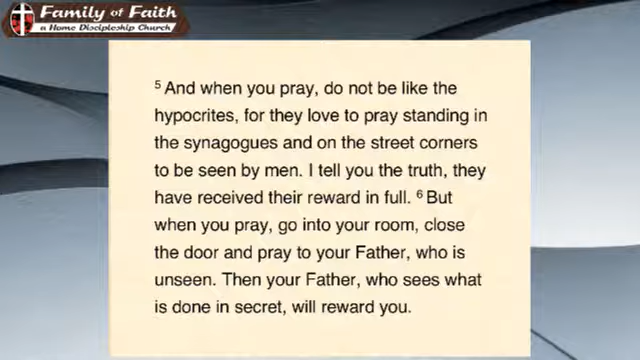 Family of Faith
a Home Discipleship Church
⁵ And when you pray, do not be like the
hypocrites, for they love to pray standing in
the synagogues and on the street corners
to be seen by men. I tell you the truth, they
have received their reward in full. ⁶ But
when you pray, go into your room, close
the door and pray to your Father, who is
unseen. Then your Father, who sees what
is done in secret, will reward you.